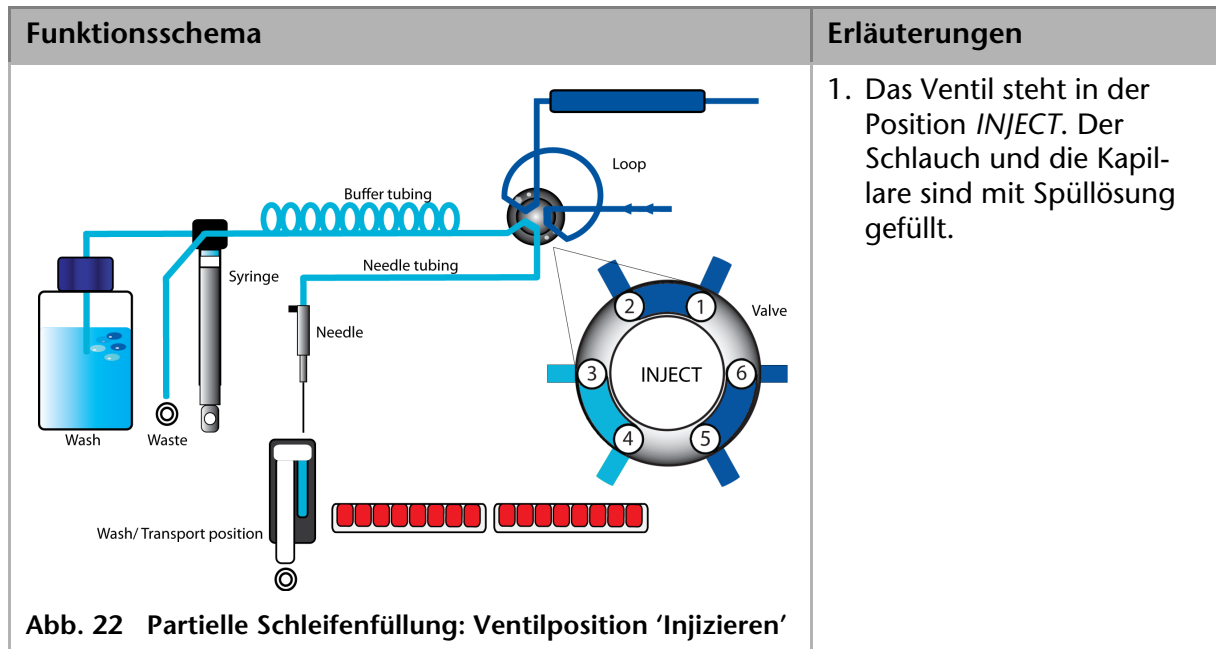 Funktionsschema
Erläuterungen
Loop
Buffer tubing
Needle tubing
Syringe
Needle
Valve
2
1
3
INJECT
6
4
5
Wash
Waste
Wash/ Transport position
Abb. 22 Partielle Schleifenfüllung: Ventilposition ‘Injizieren’
1. Das Ventil steht in der
Position INJECT. Der
Schlauch und die Kapil-
lare sind mit Spüllösung
gefüllt.